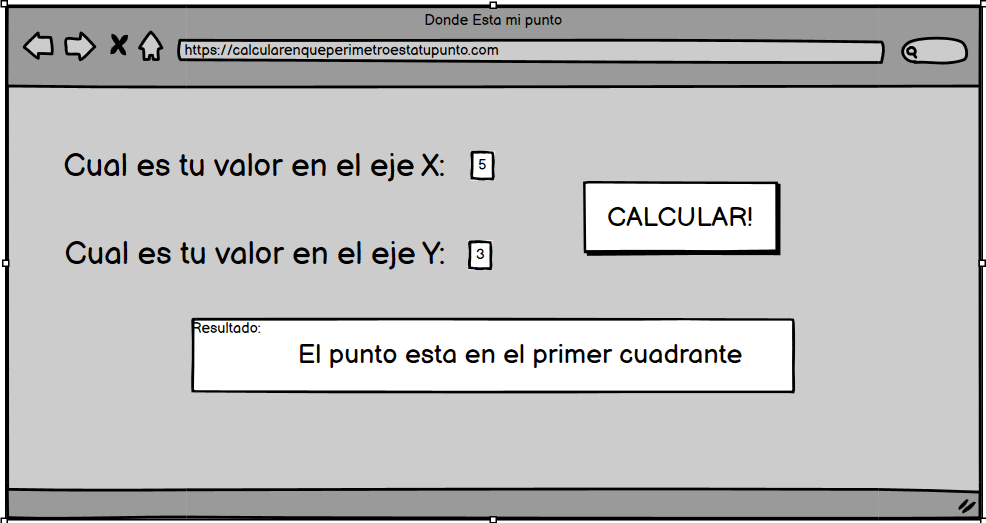 Donde Esta mi punto
https://calcularenqueperimetroestatupunto.com
Cual es tu valor en el eje X: 5
CALCULAR!
Cual es tu valor en el eje Y: 3
Resultado:
El punto esta en el primer cuadrante